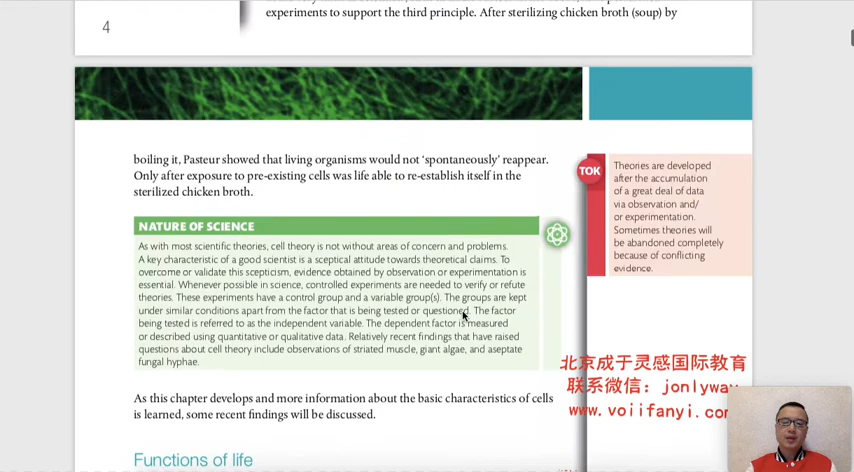 experiments to support the third principle. After sterilizing chicken broth (soup) by
4
boiling it, Pasteur showed that living organisms would not ‘spontaneously’ reappear.
Only after exposure to pre-existing cells was life able to re-establish itself in the
sterilized chicken broth.
NATURE OF SCIENCE
As with most scientific theories, cell theory is not without areas of concern and problems.
A key characteristic of a good scientist is a sceptical attitude towards theoretical claims. To
overcome or validate this scepticism, evidence obtained by observation or experimentation is
essential. Whenever possible in science, controlled experiments are needed to verify or refute
theories. These experiments have a control group and a variable group(s). The groups are kept
under similar conditions apart from the factor that is being tested or questioned. The factor
being tested is referred to as the independent variable. The dependent factor is measured
or described using quantitative or qualitative data. Relatively recent findings that have raised
questions about cell theory include observations of striated muscle, giant algae, and aseptate
fungal hyphae.
TOK
Theories are developed
after the accumulation
of a great deal of data
via observation and/
or experimentation.
Sometimes theories will
be abandoned completely
because of conflicting
evidence.
北京成于灵感国际教育
联系微信：jonlyway
www.voiifanyi.com
As this chapter develops and more information about the basic characteristics of cells
is learned, some recent findings will be discussed.
Functions of life